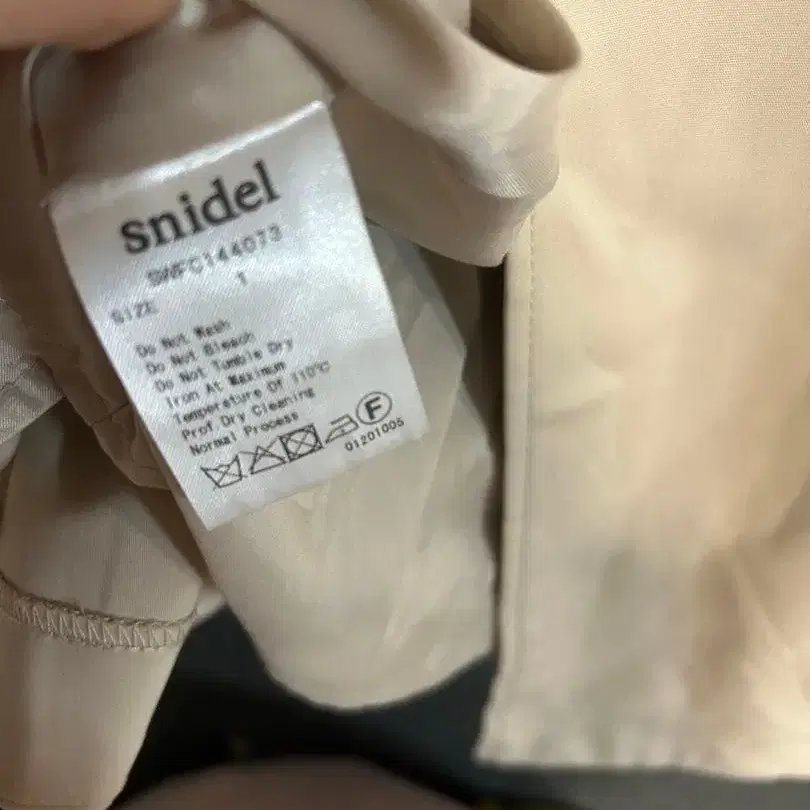 snidel
SWFC144073
SIZE 1
Do Not Wash
Do Not Bleach
Do Not Tumble Dry
Iron At Maximum
Temperature Of 110℃
Prof Dry Cleaning
Normal Process
F
01201005